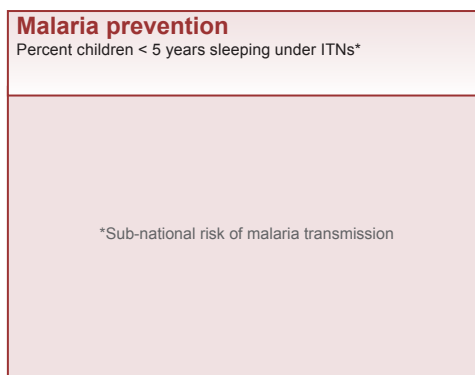 Malaria prevention
Percent children < 5 years sleeping under ITNs*
*Sub-national risk of malaria transmission